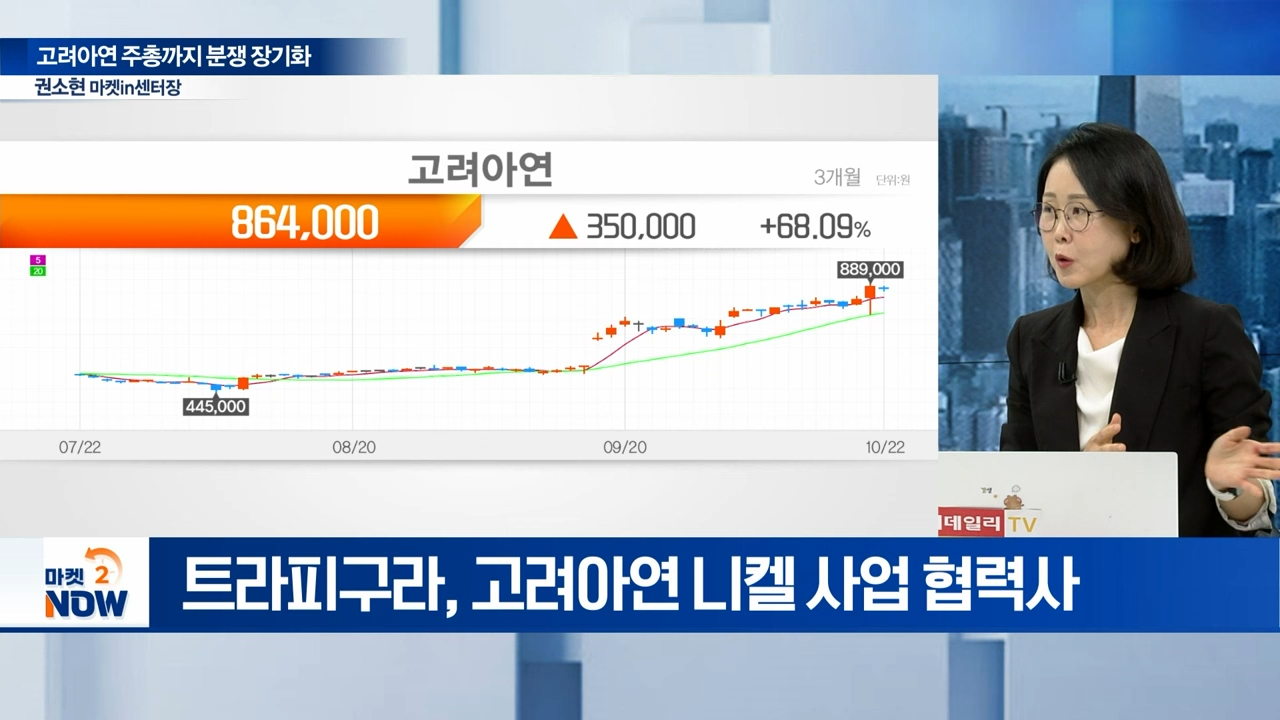 고려아연 주총까지 분쟁 장기화
권소현 마켓in센터장
고려아연
3개월 단위:원
864,000 ▲ 350,000 +68.09%
5
20
889,000
445,000
07/22 08/20 09/20 10/22
데일리 TV
마켓 2
NOW
트라피구라, 고려아연 니켈 사업 협력사